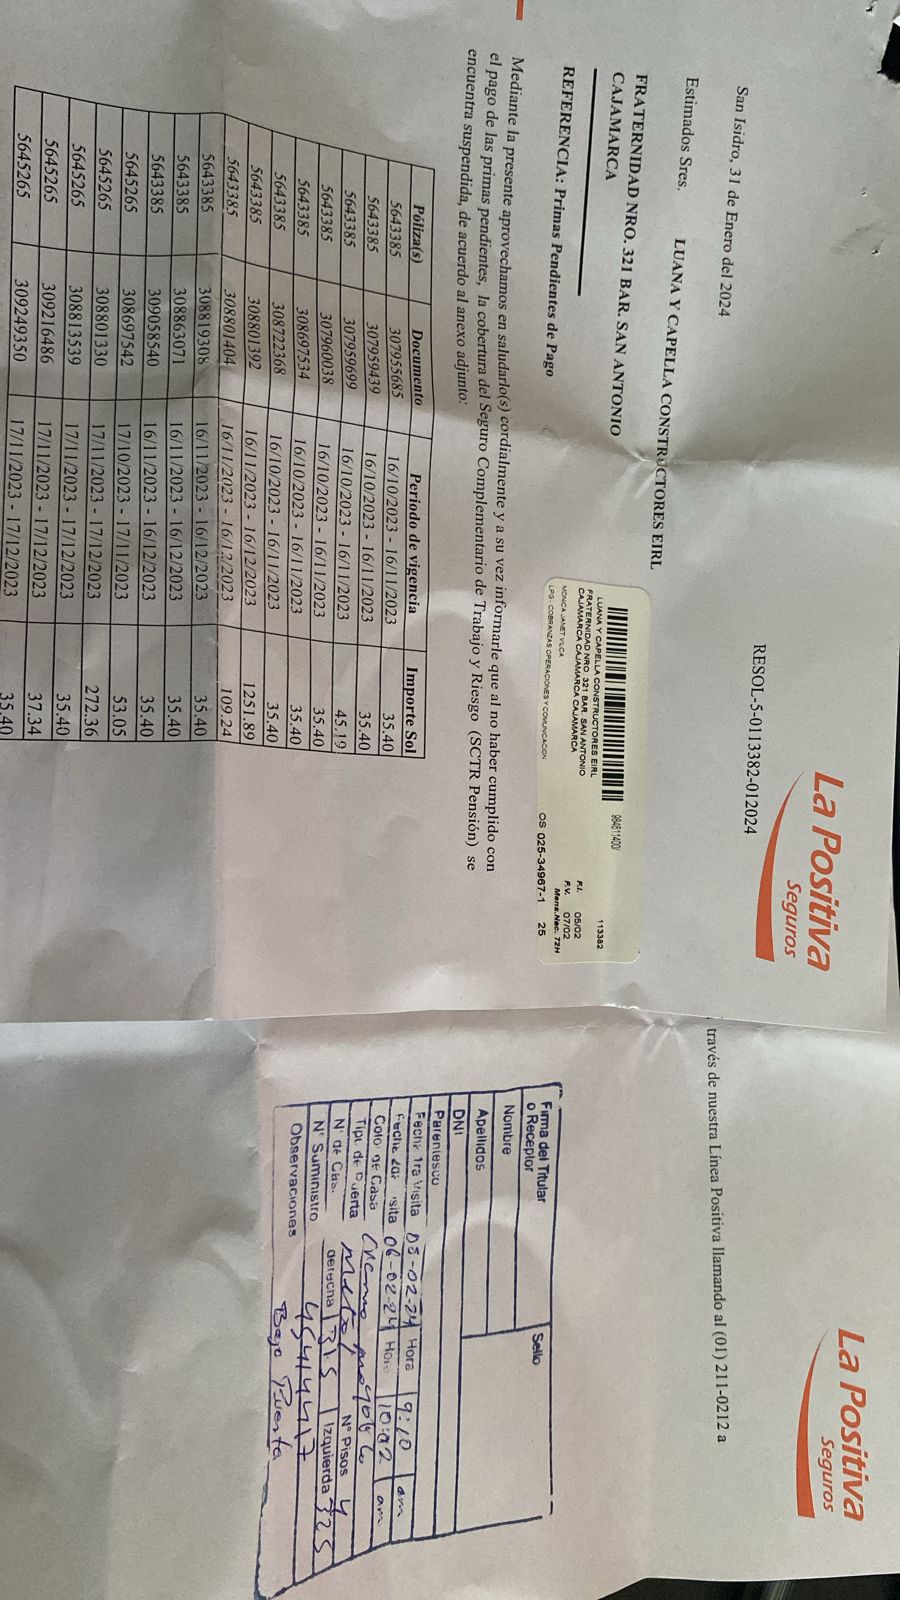 La Positiva
Seguros
RESOL-5-0113382-012024
San Isidro, 31 de Enero del 2024
Estimados Sres. LUANA Y CAPELLA CONSTRUCTORES EIRL
FRATERNIDAD NRO. 321 BAR. SAN ANTONIO
CAJAMARCA
984611400/ 113382
LUANA Y CAPELLA CONSTRUCTORES EIRL
FRATERNIDAD NRO. 321 BAR. SAN ANTONIO
CAJAMARCA CAJAMARCA CAJAMARCA
F.I. 05/02
F.V. 07/02
MONICA JANET VILCA Mens.Nac. 72H
LPG - COBRANZAS OPERACIONES Y COMUNICACION OS 025-34967-1 25
REFERENCIA: Primas Pendientes de Pago
Mediante la presente aprovechamos en saludarlo(s) cordialmente y a su vez informarle que al no haber cumplido con
el pago de las primas pendientes, la cobertura del Seguro Complementario de Trabajo y Riesgo (SCTR Pensión) se
encuentra suspendida, de acuerdo al anexo adjunto:
Póliza(s) Documento Periodo de vigencia Importe Sol
5643385 307955685 16/10/2023 - 16/11/2023 35.40
5643385 307959439 16/10/2023 - 16/11/2023 35.40
5643385 307959699 16/10/2023 - 16/11/2023 45.19
5643385 307960038 16/10/2023 - 16/11/2023 35.40
5643385 308697534 16/10/2023 - 16/11/2023 35.40
5643385 308722368 16/10/2023 - 16/11/2023 35.40
5643385 308801392 16/11/2023 - 16/12/2023 1251.89
5643385 308801404 16/11/2023 - 16/12/2023 109.24
5643385 308819308 16/11/2023 - 16/12/2023 35.40
5643385 308863071 16/11/2023 - 16/12/2023 35.40
5643385 309058540 16/11/2023 - 16/12/2023 35.40
5645265 308697542 17/10/2023 - 17/11/2023 53.05
5645265 308801330 17/11/2023 - 17/12/2023 272.36
5645265 308813539 17/11/2023 - 17/12/2023 35.40
5645265 309216486 17/11/2023 - 17/12/2023 37.34
5645265 309249350 17/11/2023 - 17/12/2023 35.40
La Positiva
Seguros
través de nuestra Línea Positiva llamando al (01) 211-0212 a
Firma del Titular
o Receptor
Sello
Nombre
Apellidos
DNI
Parentesco
Fecha 1ra Visita 05-02-24 Hora 9:10 am
Fecha 2da Visita 06-02-24 Hora 10:02 am
Color de Casa Crema
Tipo de Puerta Metal N° Pisos 4
N° de Casa derecha 315 Izquierda 325
N° Suministro 45414417
Observaciones Bajo Puerta